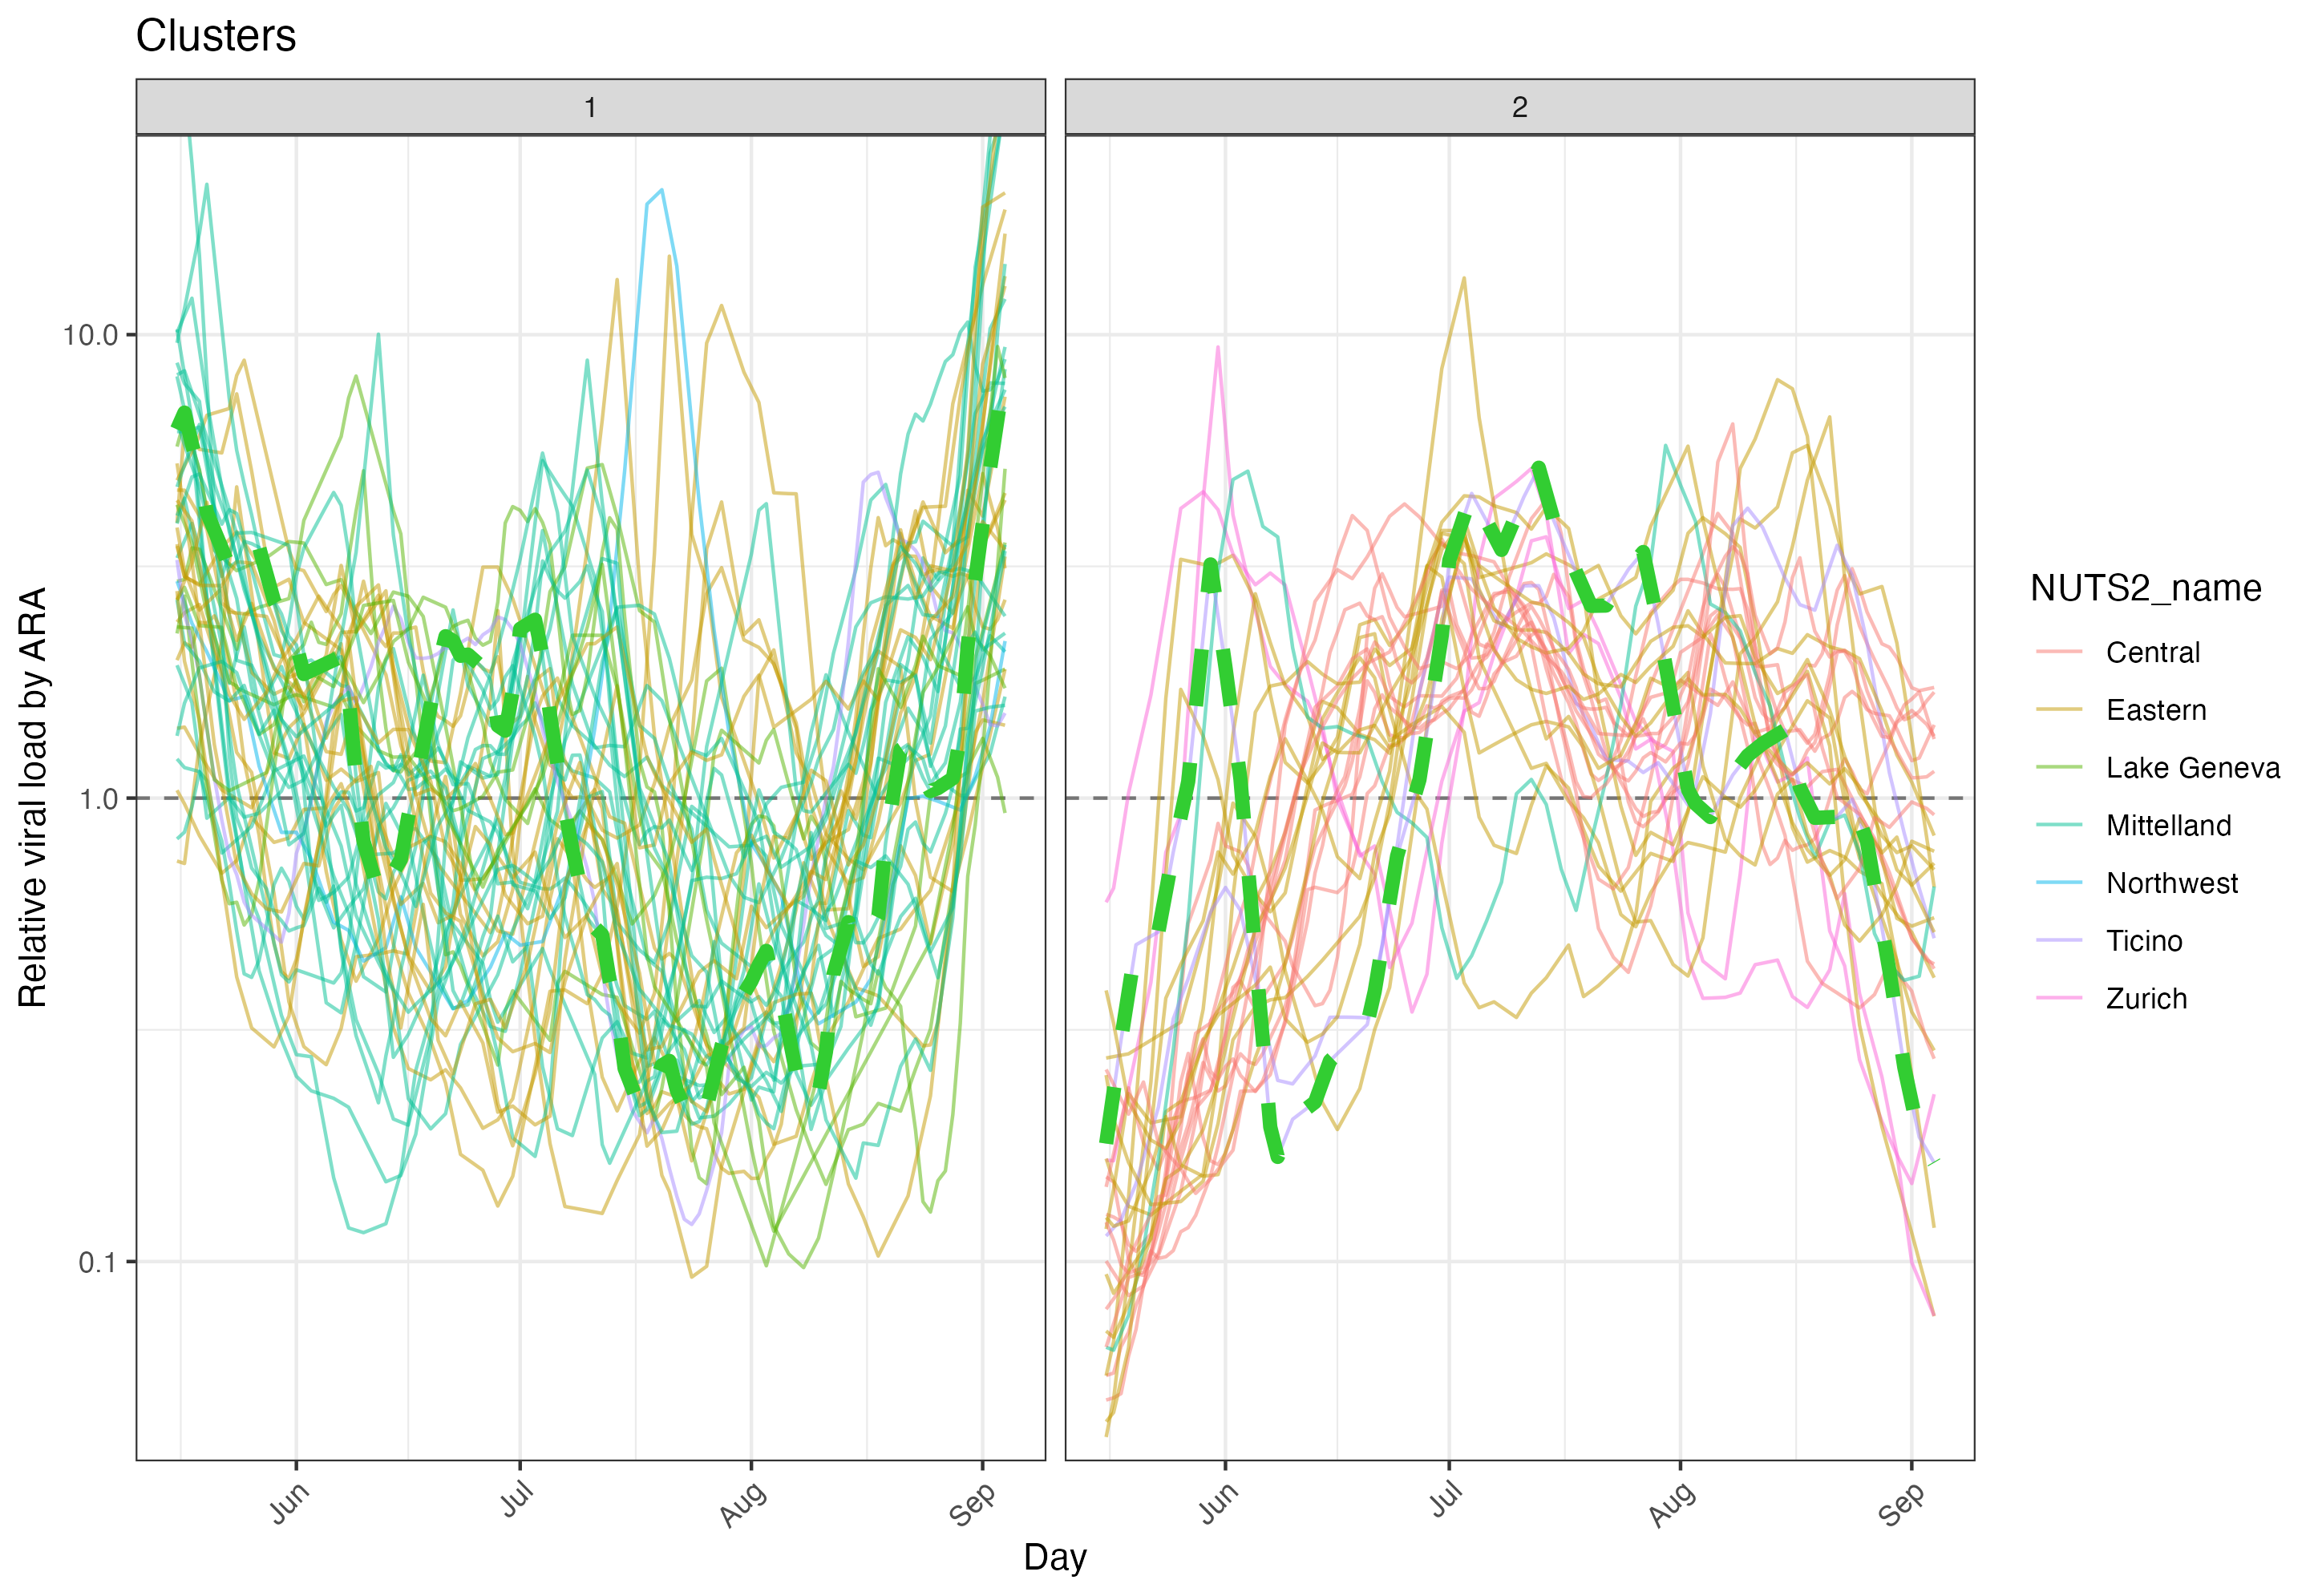 Clusters
1
2
Relative viral load by ARA
10.0
1.0
0.1
Jun
Jul
Aug
Sep
Jun
Jul
Aug
Sep
Day
NUTS2_name
Central
Eastern
Lake Geneva
Mittelland
Northwest
Ticino
Zurich